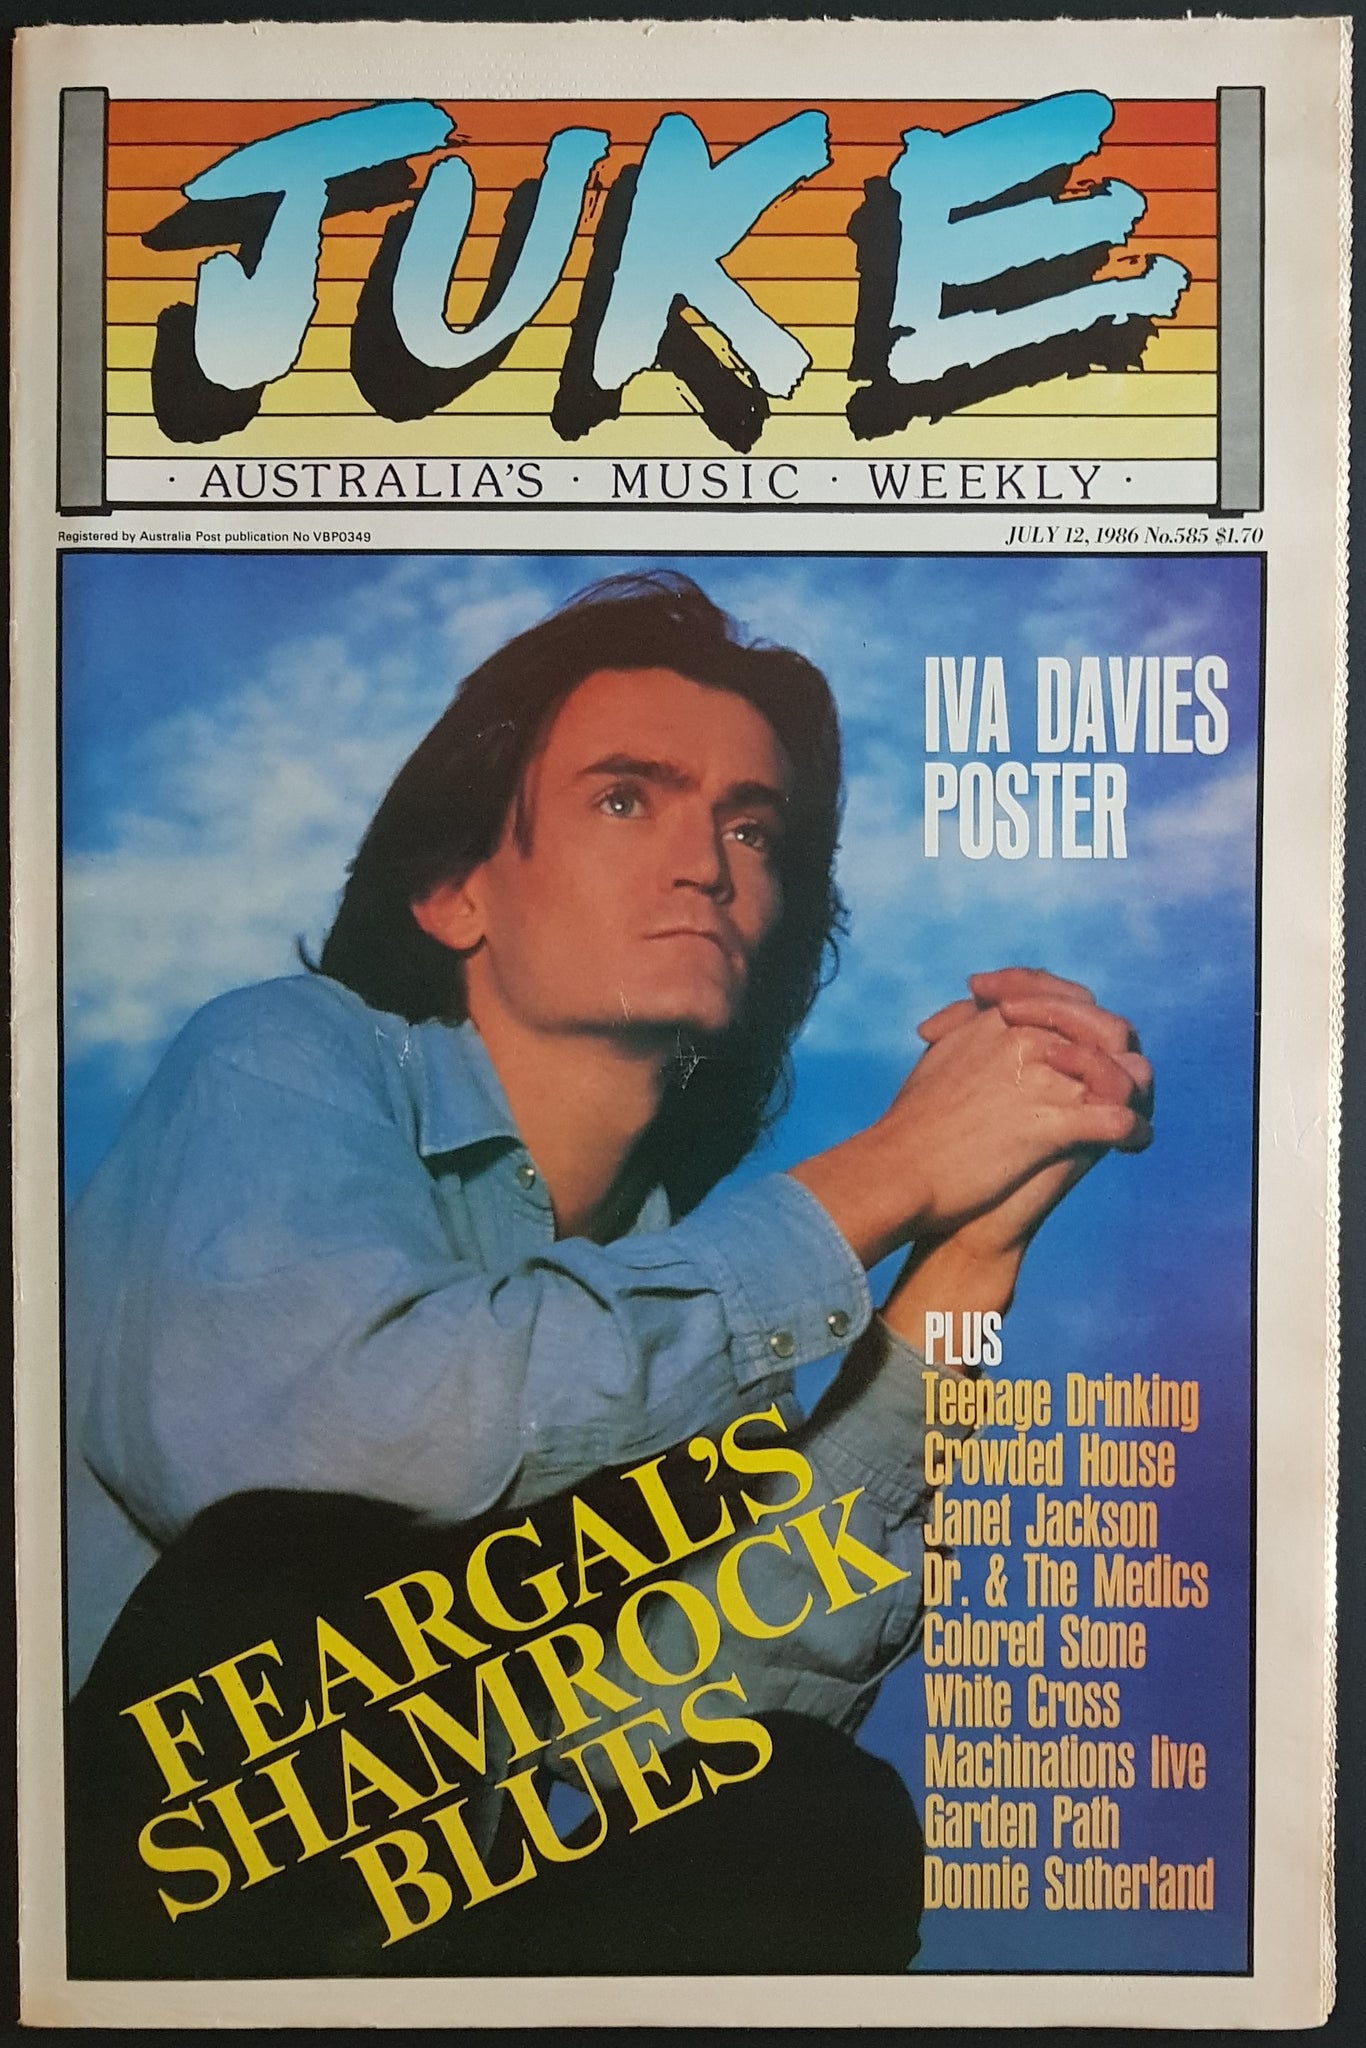 JUKE
· AUSTRALIA'S · MUSIC · WEEKLY ·
Registered by Australia Post publication No VBP0349
JULY 12, 1986 No.585 $1.70
IVA DAVIES
POSTER
PLUS
Teenage Drinking
Crowded House
Janet Jackson
Dr. & The Medics
Colored Stone
White Cross
Machinations live
Garden Path
Donnie Sutherland
FEARGAL'S
SHAMROCK
BLUES